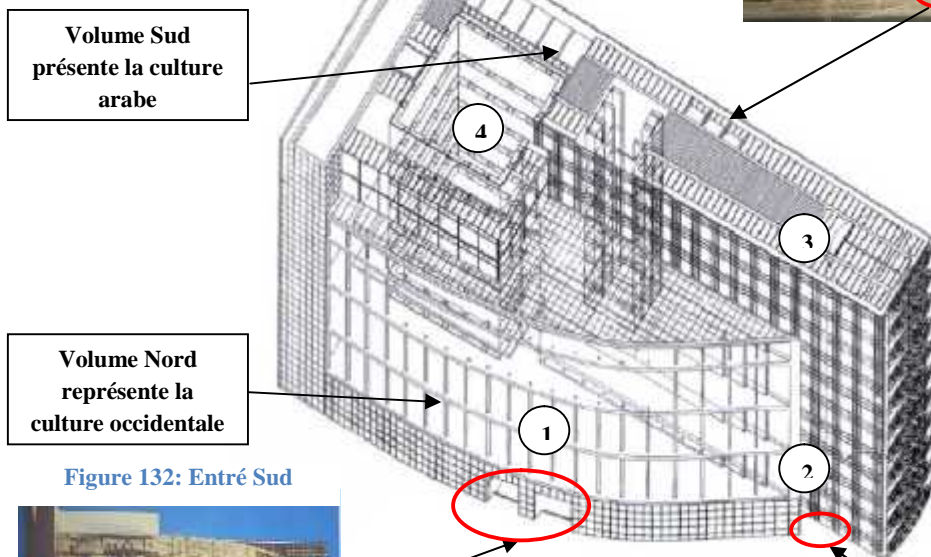 Volume Sud
présente la culture
arabe
4
3
Volume Nord
représente la
culture occidentale
1
2
Figure 132: Entré Sud